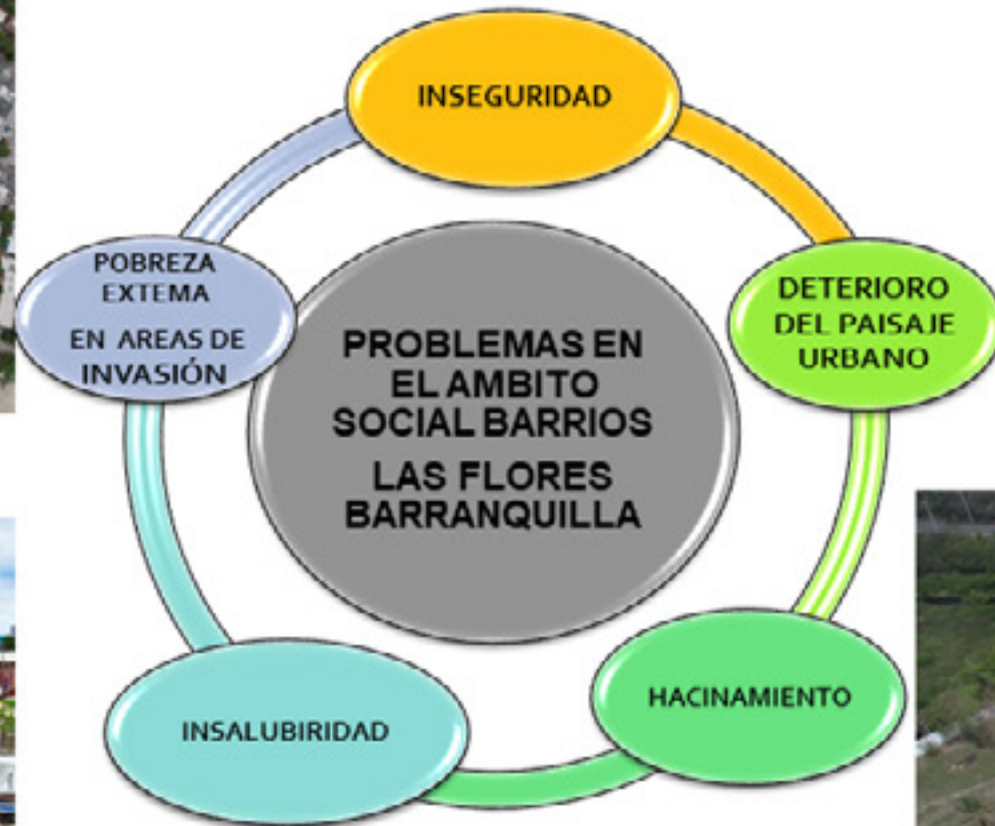 INSEGURIDAD
POBREZA
EXTEMA
EN AREAS DE
INVASIÓN
DETERIORO
DEL PAISAJE
URBANO
PROBLEMAS EN
EL AMBITO
SOCIAL BARRIOS
LAS FLORES
BARRANQUILLA
INSALUBIRIDAD
HACINAMIENTO